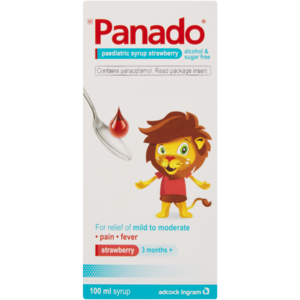 Panado®
paediatric syrup strawberry
alcohol &
sugar free
Contains paracetamol. Read package insert
For relief of mild to moderate
• pain • fever
strawberry 3 months +
100 ml syrup
adcock ingram